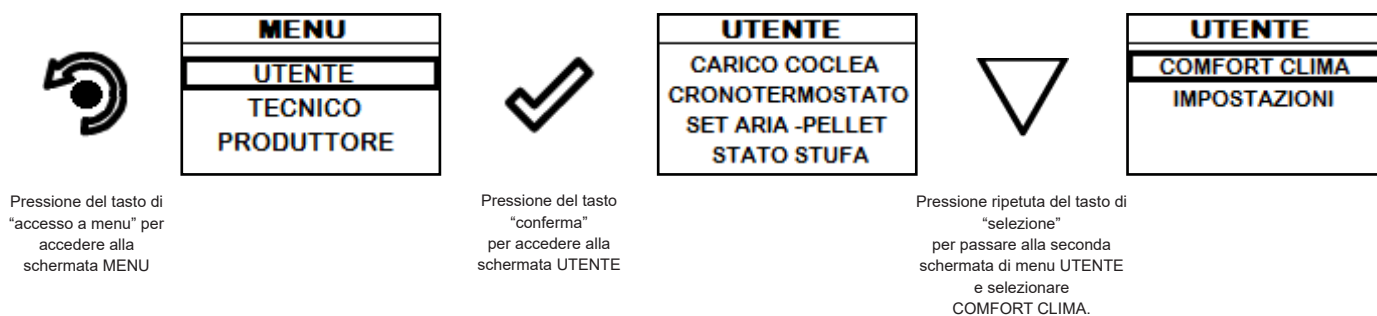 MENU
UTENTE
TECNICO
PRODUTTORE
Pressione del tasto di
“accesso a menu” per
accedere alla
schermata MENU
UTENTE
CARICO COCLEA
CRONOTERMOSTATO
SET ARIA -PELLET
STATO STUFA
Pressione del tasto
“conferma”
per accedere alla
schermata UTENTE
UTENTE
COMFORT CLIMA
IMPOSTAZIONI
Pressione ripetuta del tasto di
“selezione”
per passare alla seconda
schermata di menu UTENTE
e selezionare
COMFORT CLIMA.